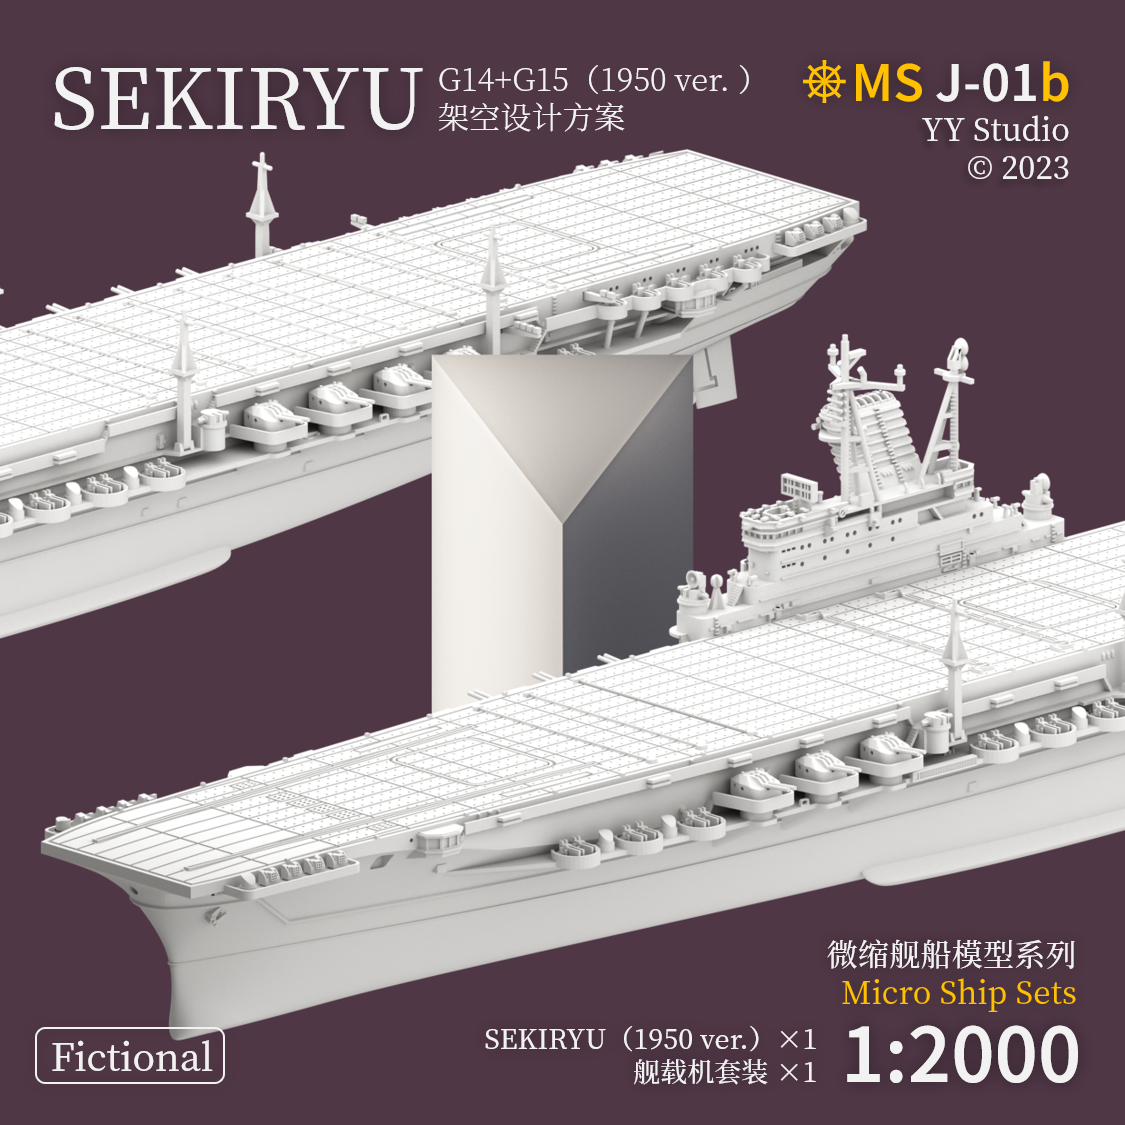 SEKIRYU
G14+G15（1950 ver. ）
架空设计方案
MS J-01b
YY Studio
© 2023
微缩舰船模型系列
Micro Ship Sets
SEKIRYU（1950 ver.）×1
舰载机套装 ×1
1:2000
Fictional